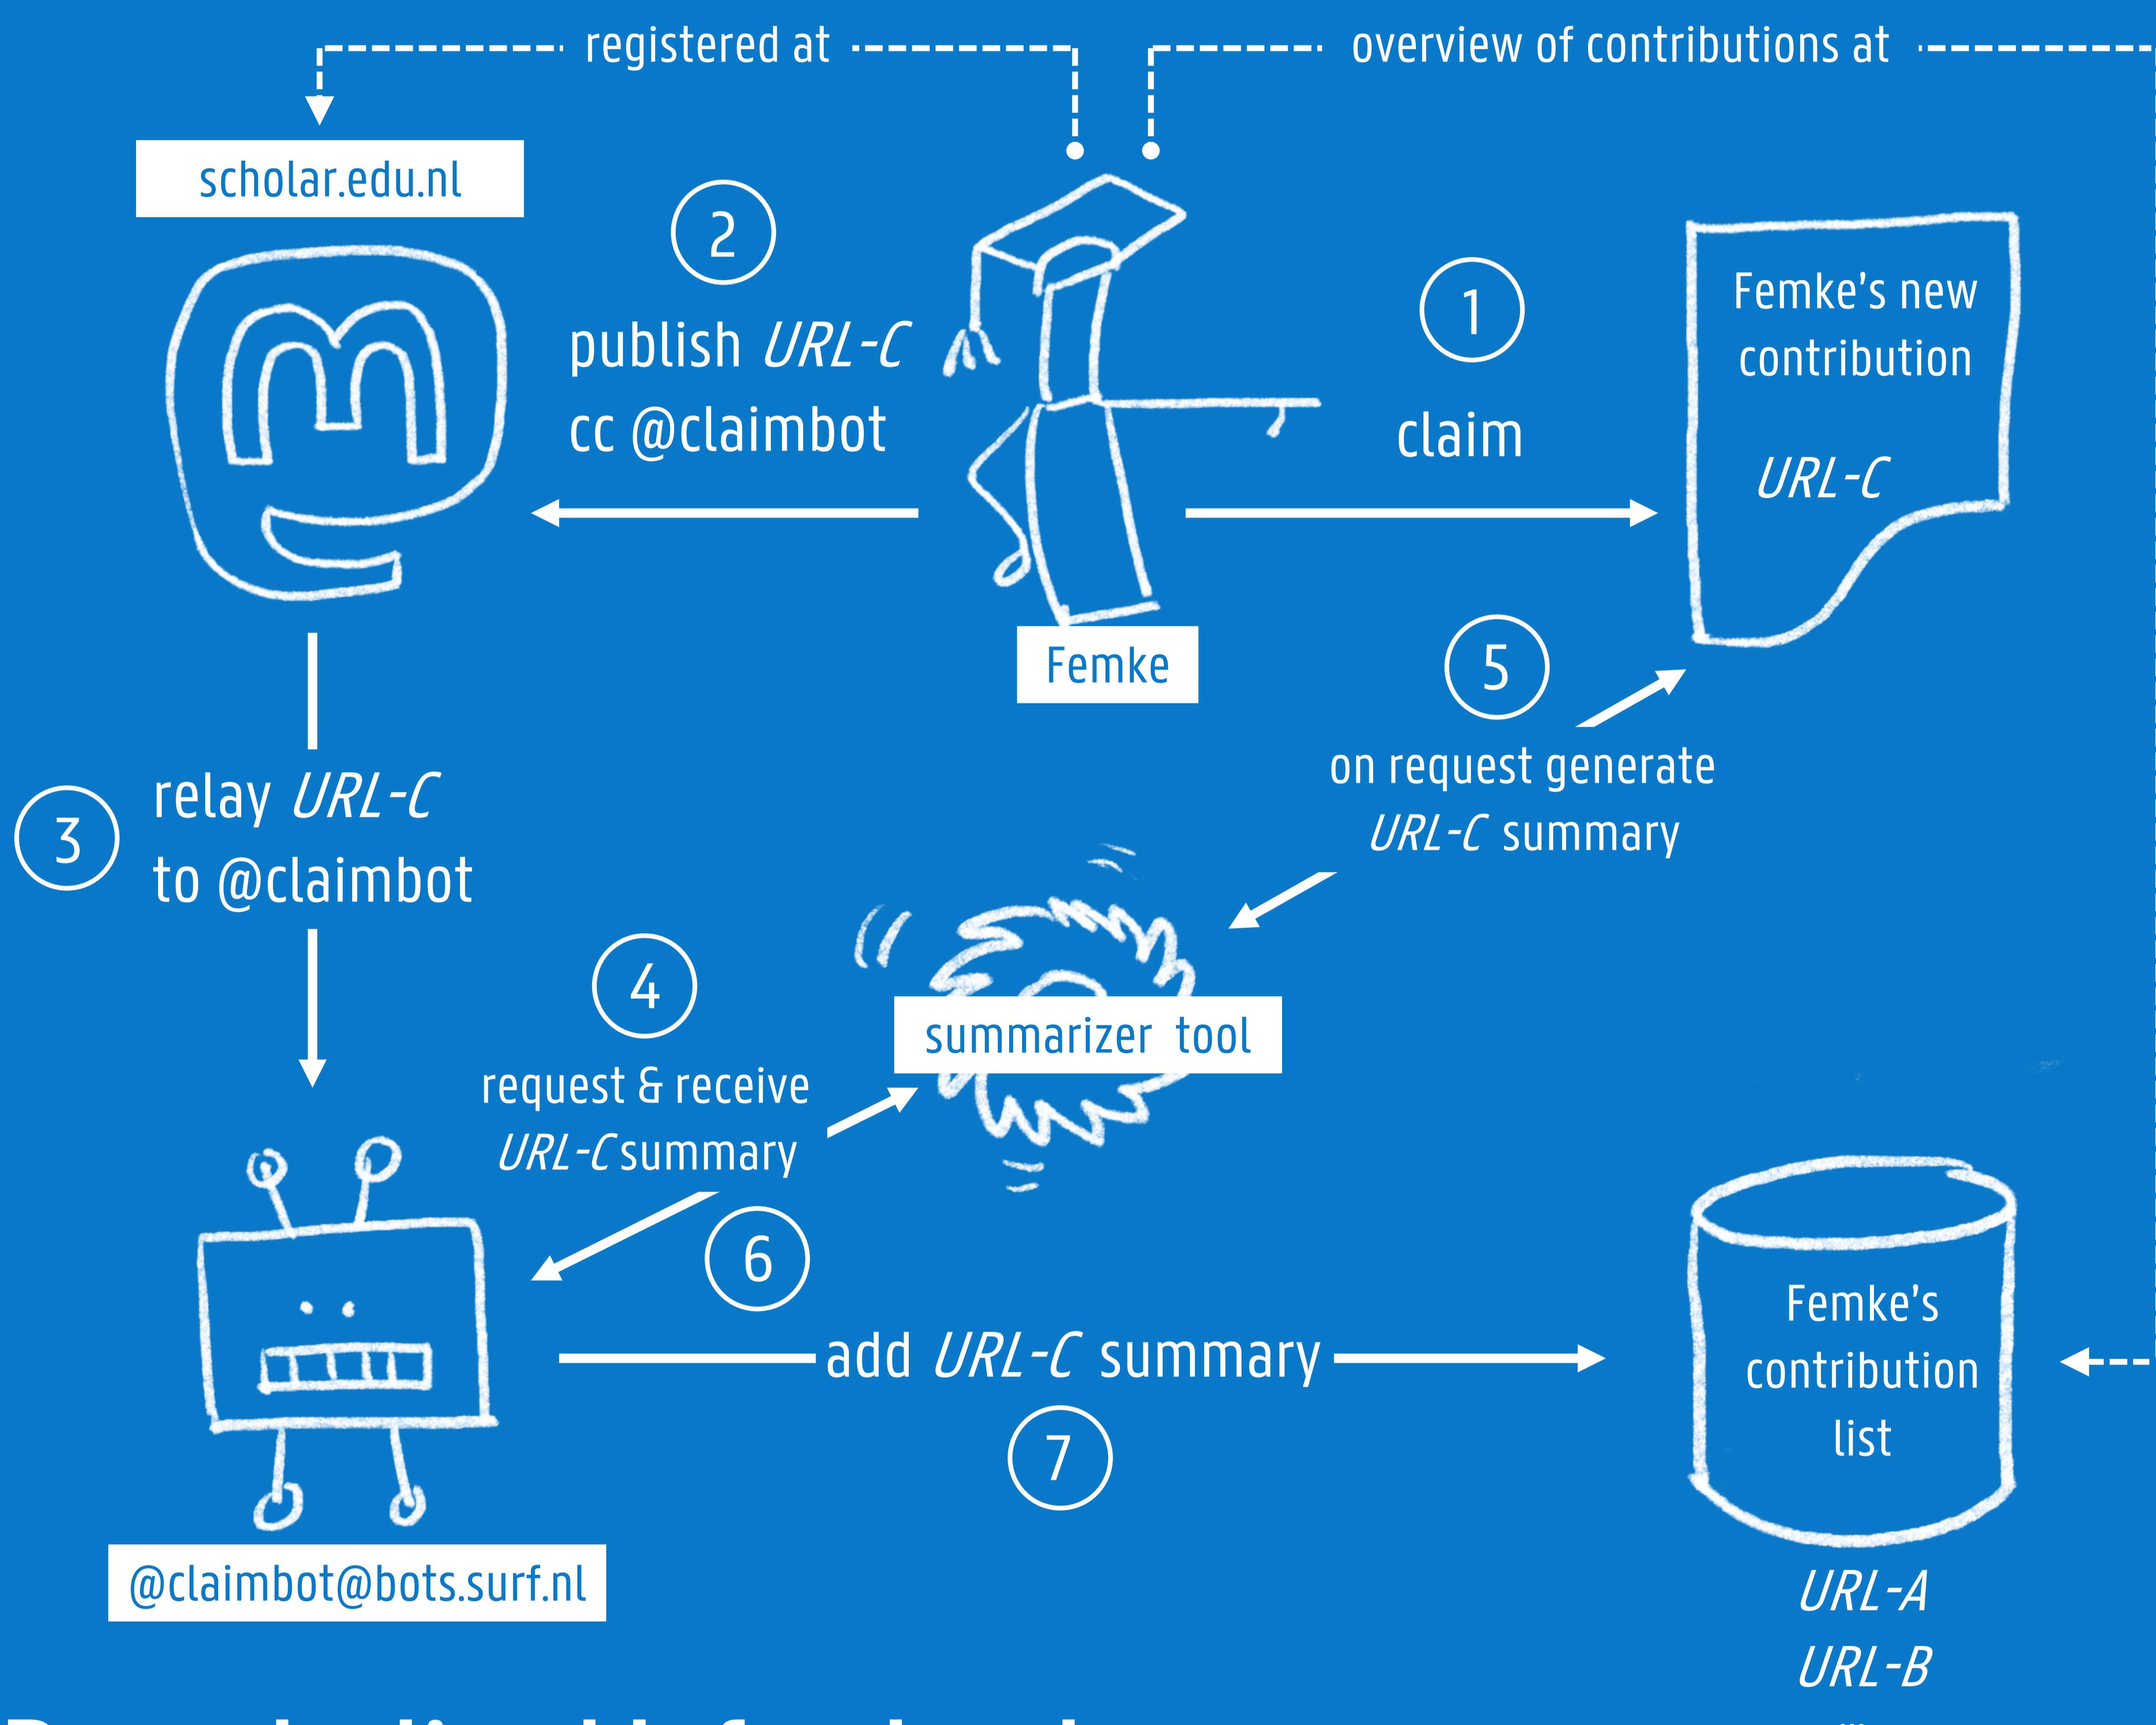 registered at
overview of contributions at
scholar.edu.nl
2
publish URL-C
cc @claimbot
1
claim
Femke's new
contribution
URL-C
Femke
5
on request generate
URL-C summary
3
relay URL-C
to @claimbot
4
request & receive
URL-C summary
summarizer tool
6
add URL-C summary
7
Femke's
contribution
list
@claimbot@bots.surf.nl
URL-A
URL-B